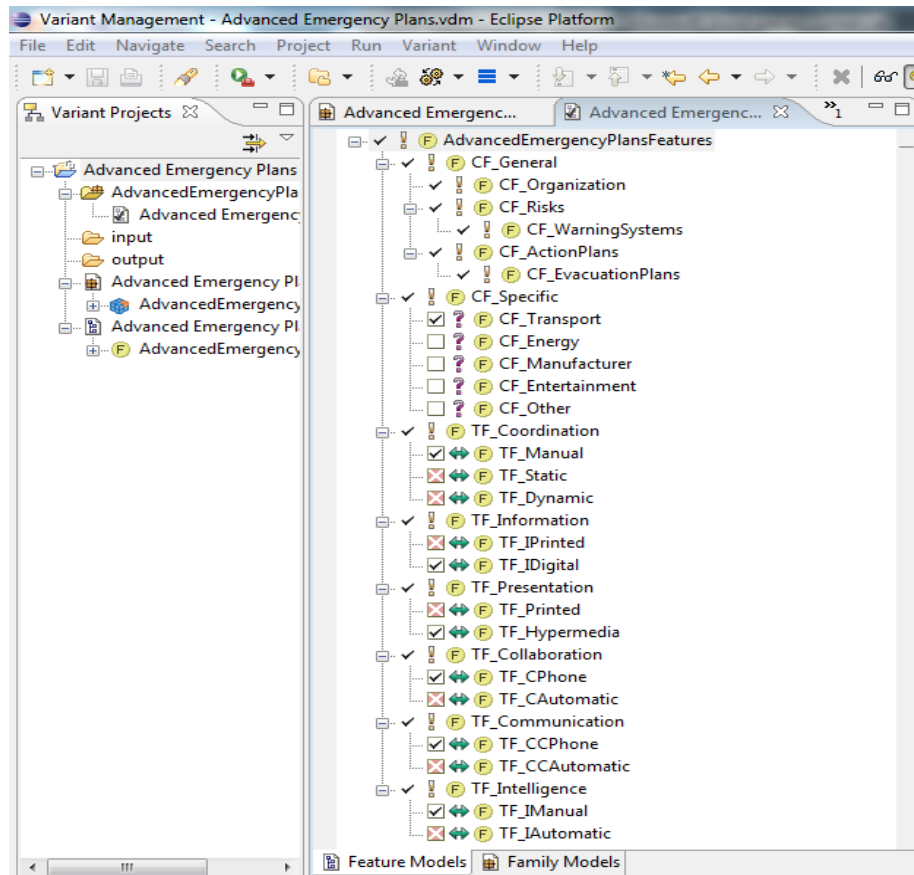 Variant Management - Advanced Emergency Plans.vdm - Eclipse Platform
File Edit Navigate Search Project Run Variant Window Help
Variant Projects
Advanced Emergency Plans
AdvancedEmergencyPla
Advanced Emergenc
input
output
Advanced Emergency Pl
AdvancedEmergency
Advanced Emergency Pl
F AdvancedEmergency
Advanced Emergenc... Advanced Emergenc... »1
F AdvancedEmergencyPlansFeatures
F CF_General
F CF_Organization
F CF_Risks
F CF_WarningSystems
F CF_ActionPlans
F CF_EvacuationPlans
F CF_Specific
? F CF_Transport
? F CF_Energy
? F CF_Manufacturer
? F CF_Entertainment
? F CF_Other
F TF_Coordination
F TF_Manual
F TF_Static
F TF_Dynamic
F TF_Information
F TF_IPrinted
F TF_IDigital
F TF_Presentation
F TF_Printed
F TF_Hypermedia
F TF_Collaboration
F TF_CPhone
F TF_CAutomatic
F TF_Communication
F TF_CCPhone
F TF_CCAutomatic
F TF_Intelligence
F TF_IManual
F TF_IAutomatic
Feature Models Family Models